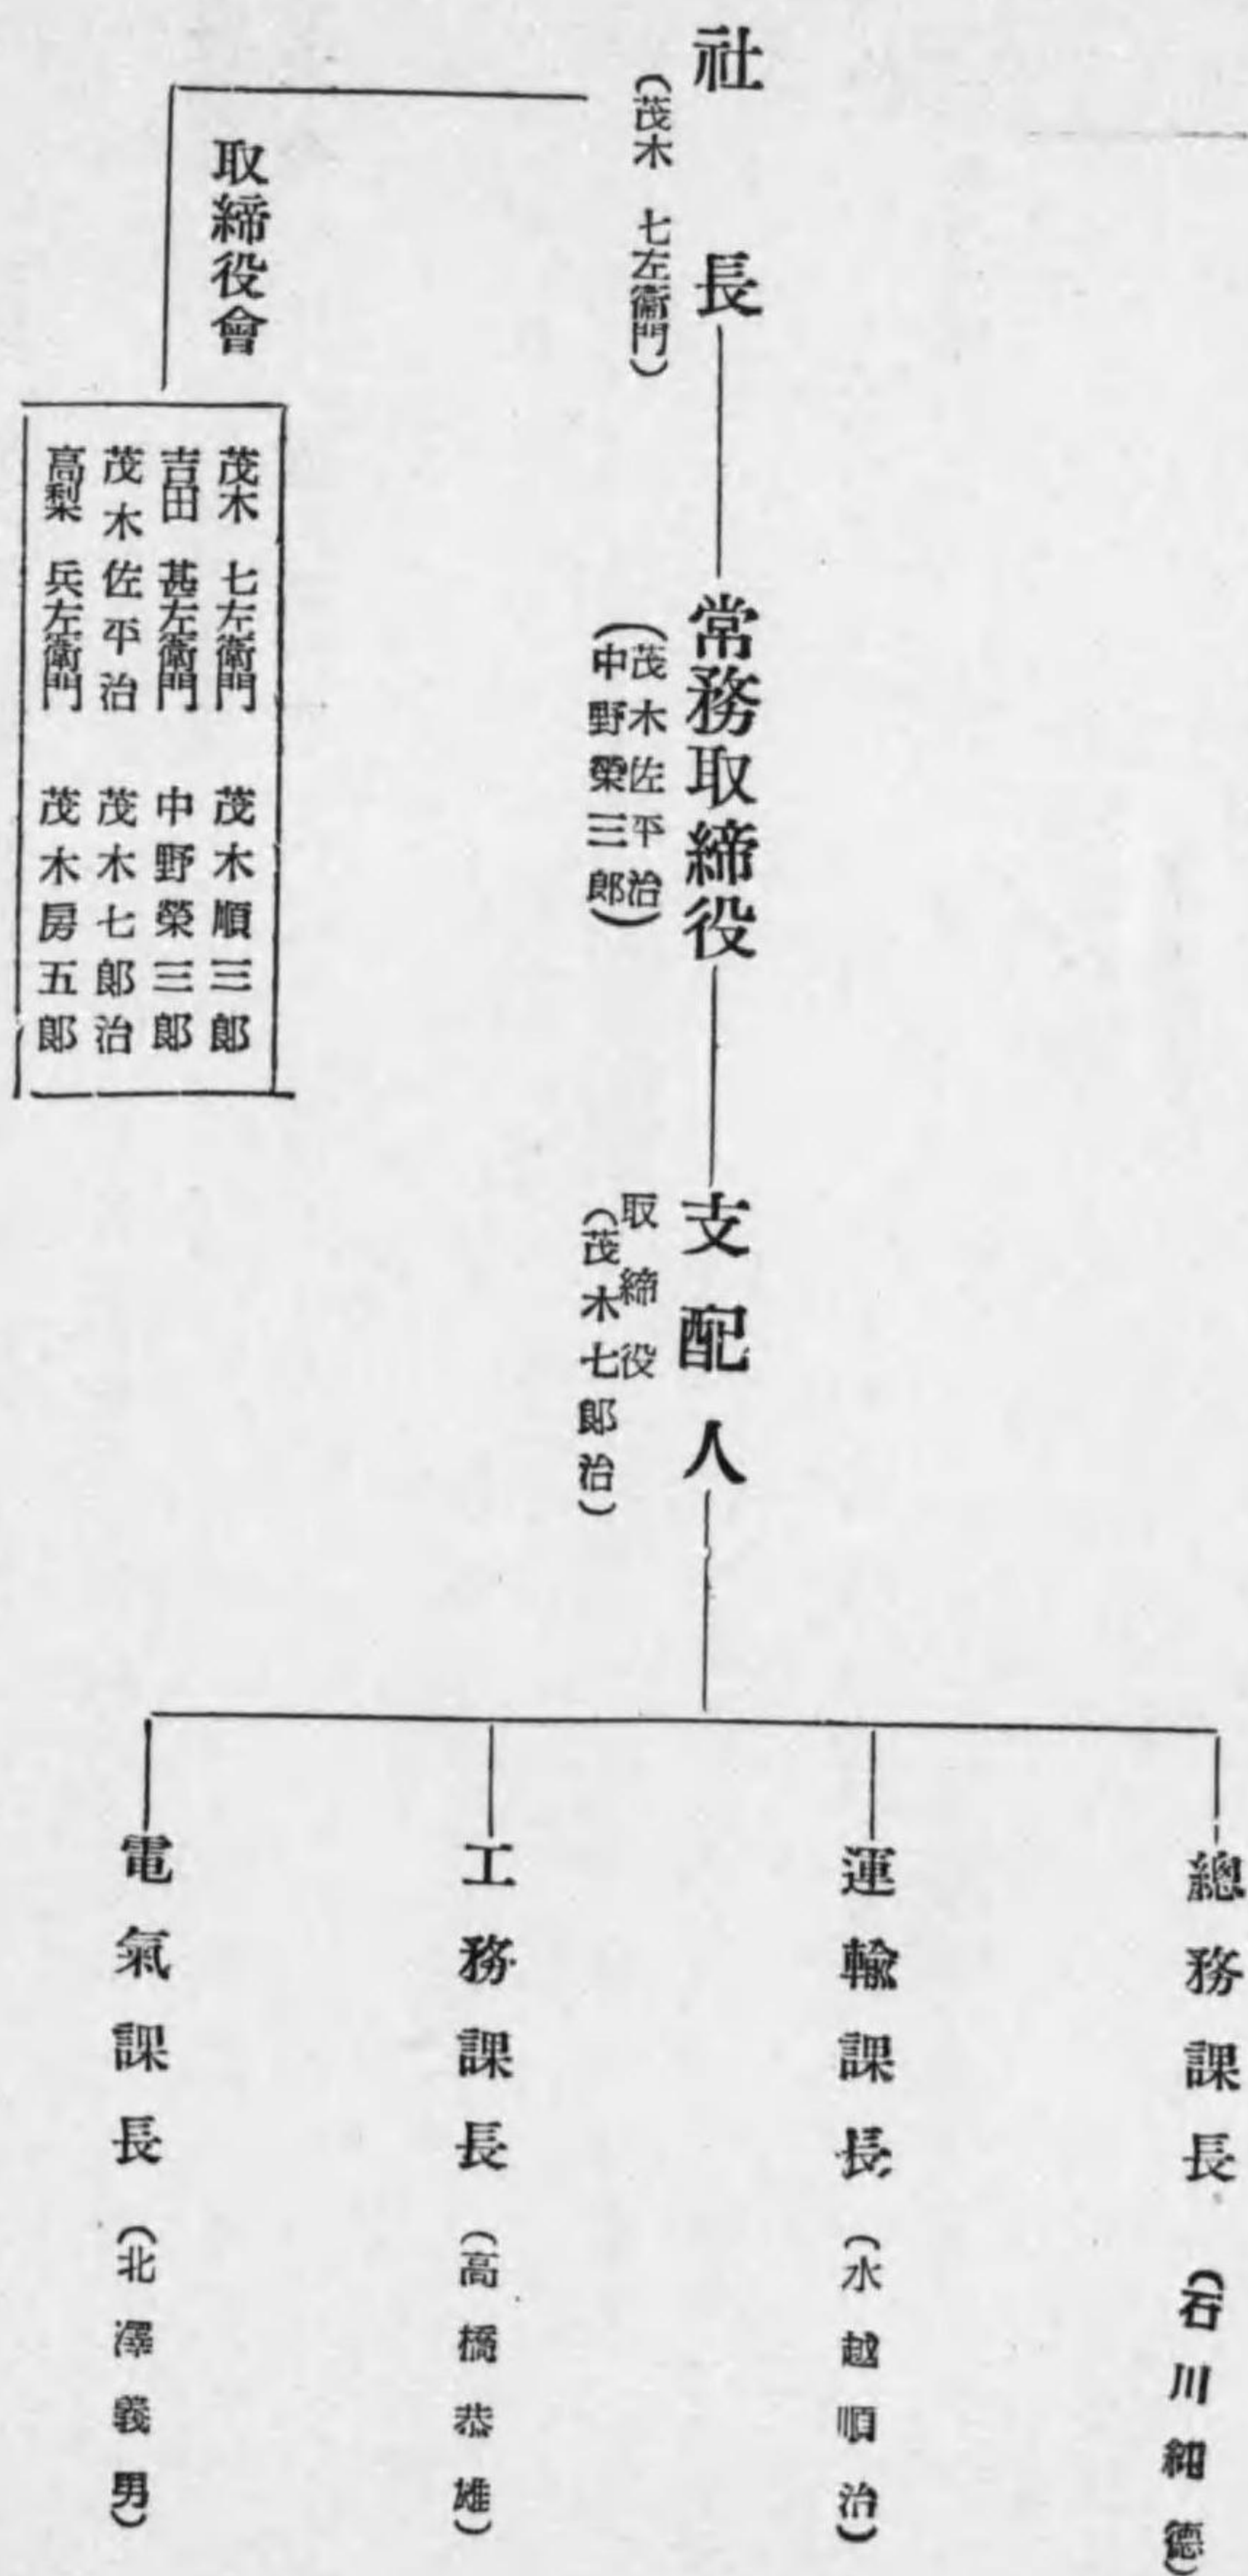 社長
（茂木 七左衞門）
常務取締役
（茂木佐平治）
（中野榮三郎）
支配人
取締役
（茂木七郎治）
總務課長 （石川純德）
運輸課長 （水越順治）
工務課長 （高橋恭雄）
電氣課長 （北澤義男）
取締役會
茂木 七左衞門 茂木順三郎
吉田 甚左衞門 中野榮三郎
茂木佐平治 茂木七郎治
高梨 兵左衞門 茂木房五郎